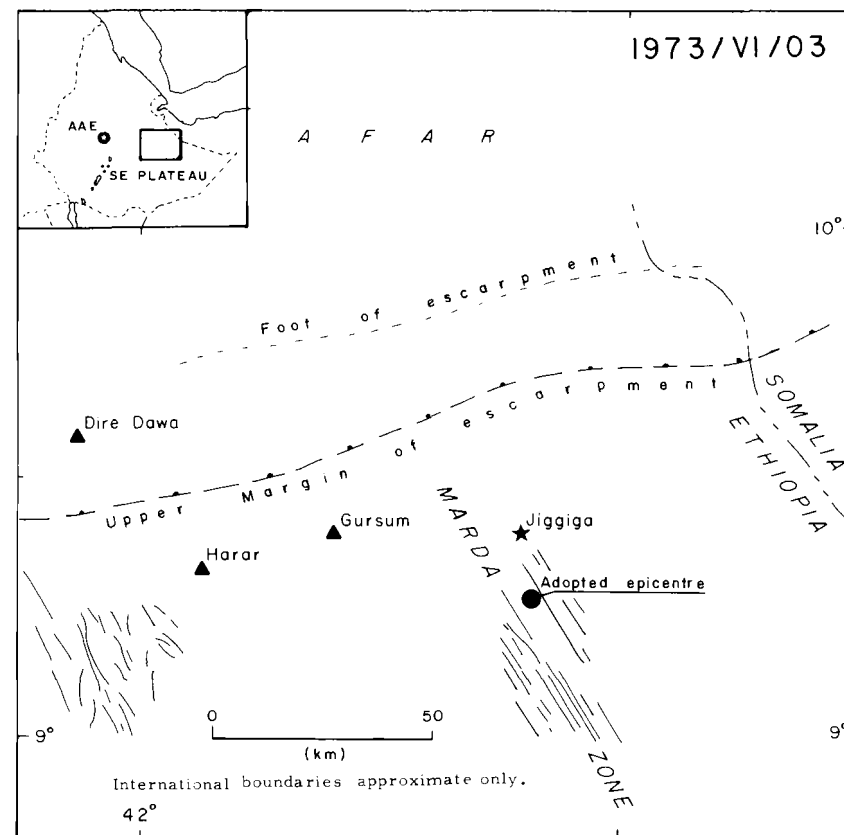 1973/VI/03
AAE
SE PLATEAU
A F A R
10°
Foot of escarpment
Upper Margin of escarpment
SOMALIA
ETHIOPIA
Dire Dawa
Gursum
Harar
MARDA ZONE
Jiggiga
Adopted epicentre
0 50
(km)
9° 9°
International boundaries approximate only.
42°